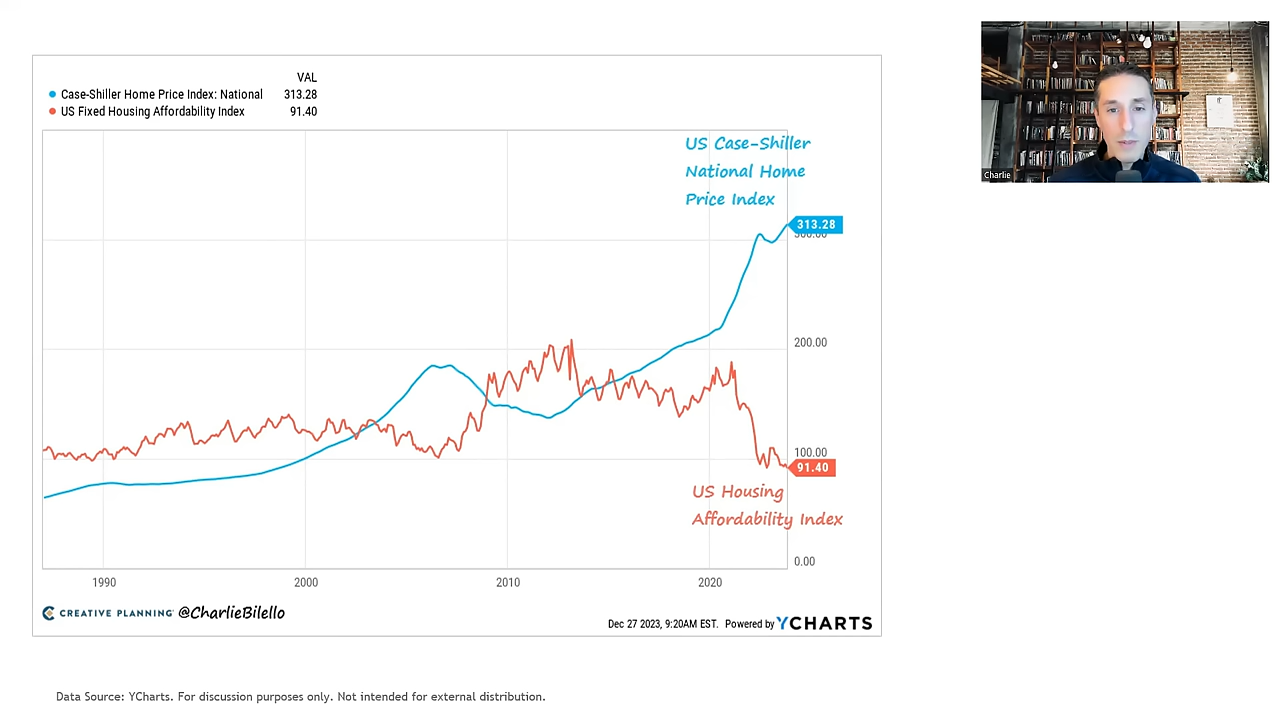 VAL
Case-Shiller Home Price Index: National 313.28
US Fixed Housing Affordability Index 91.40
US Case-Shiller
National Home
Price Index
313.28
300.00
200.00
100.00
91.40
US Housing
Affordability Index
0.00
1990 2000 2010 2020
CREATIVE PLANNING @CharlieBilello
Dec 27 2023, 9:20AM EST. Powered by YCHARTS
Data Source: YCharts. For discussion purposes only. Not intended for external distribution.
Charlie